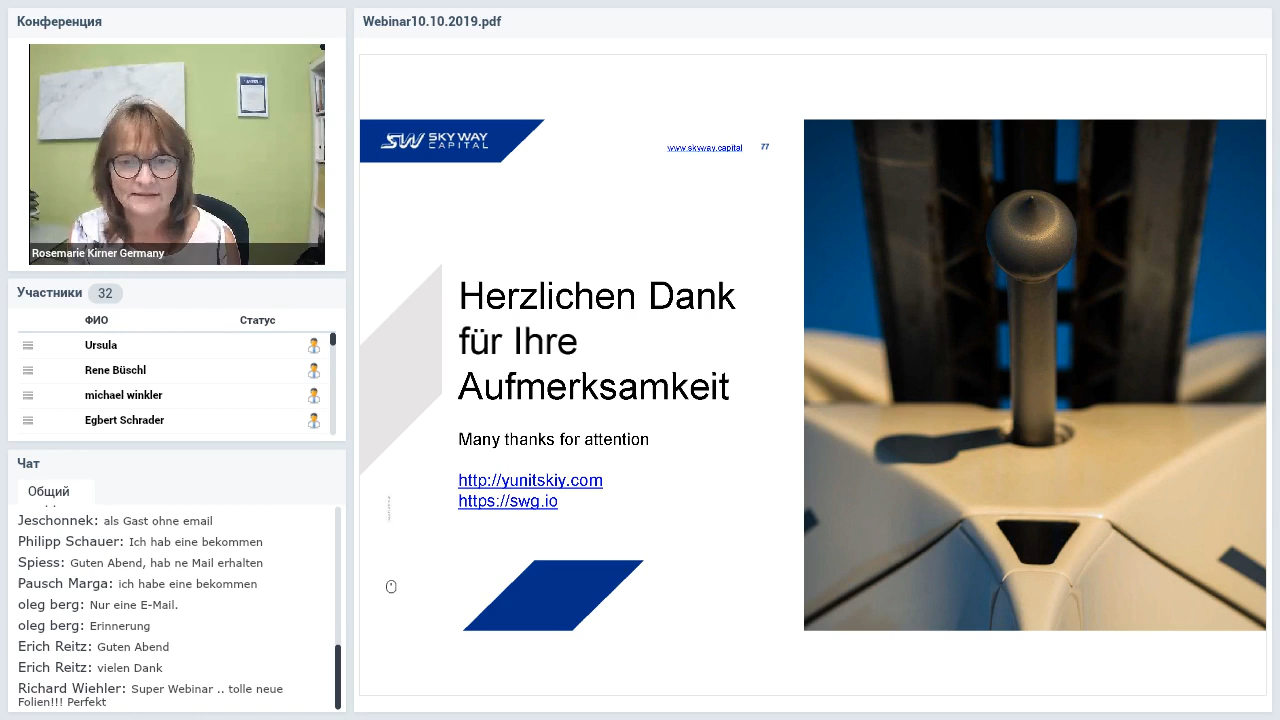 Конференция
Rosemarie Kirner Germany
Участники 32
ФИО Статус
Ursula
Rene Büschl
michael winkler
Egbert Schrader
Чат
Общий
Jeschonnek: als Gast ohne email
Philipp Schauer: Ich hab eine bekommen
Spiess: Guten Abend, hab ne Mail erhalten
Pausch Marga: ich habe eine bekommen
oleg berg: Nur eine E-Mail.
oleg berg: Erinnerung
Erich Reitz: Guten Abend
Erich Reitz: vielen Dank
Richard Wiehler: Super Webinar .. tolle neue
Folien!!! Perfekt
Webinar10.10.2019.pdf
SW SKY WAY
CAPITAL
www.skyway.capital 77
Herzlichen Dank
für Ihre
Aufmerksamkeit
Many thanks for attention
http://yunitskiy.com
https://swg.io